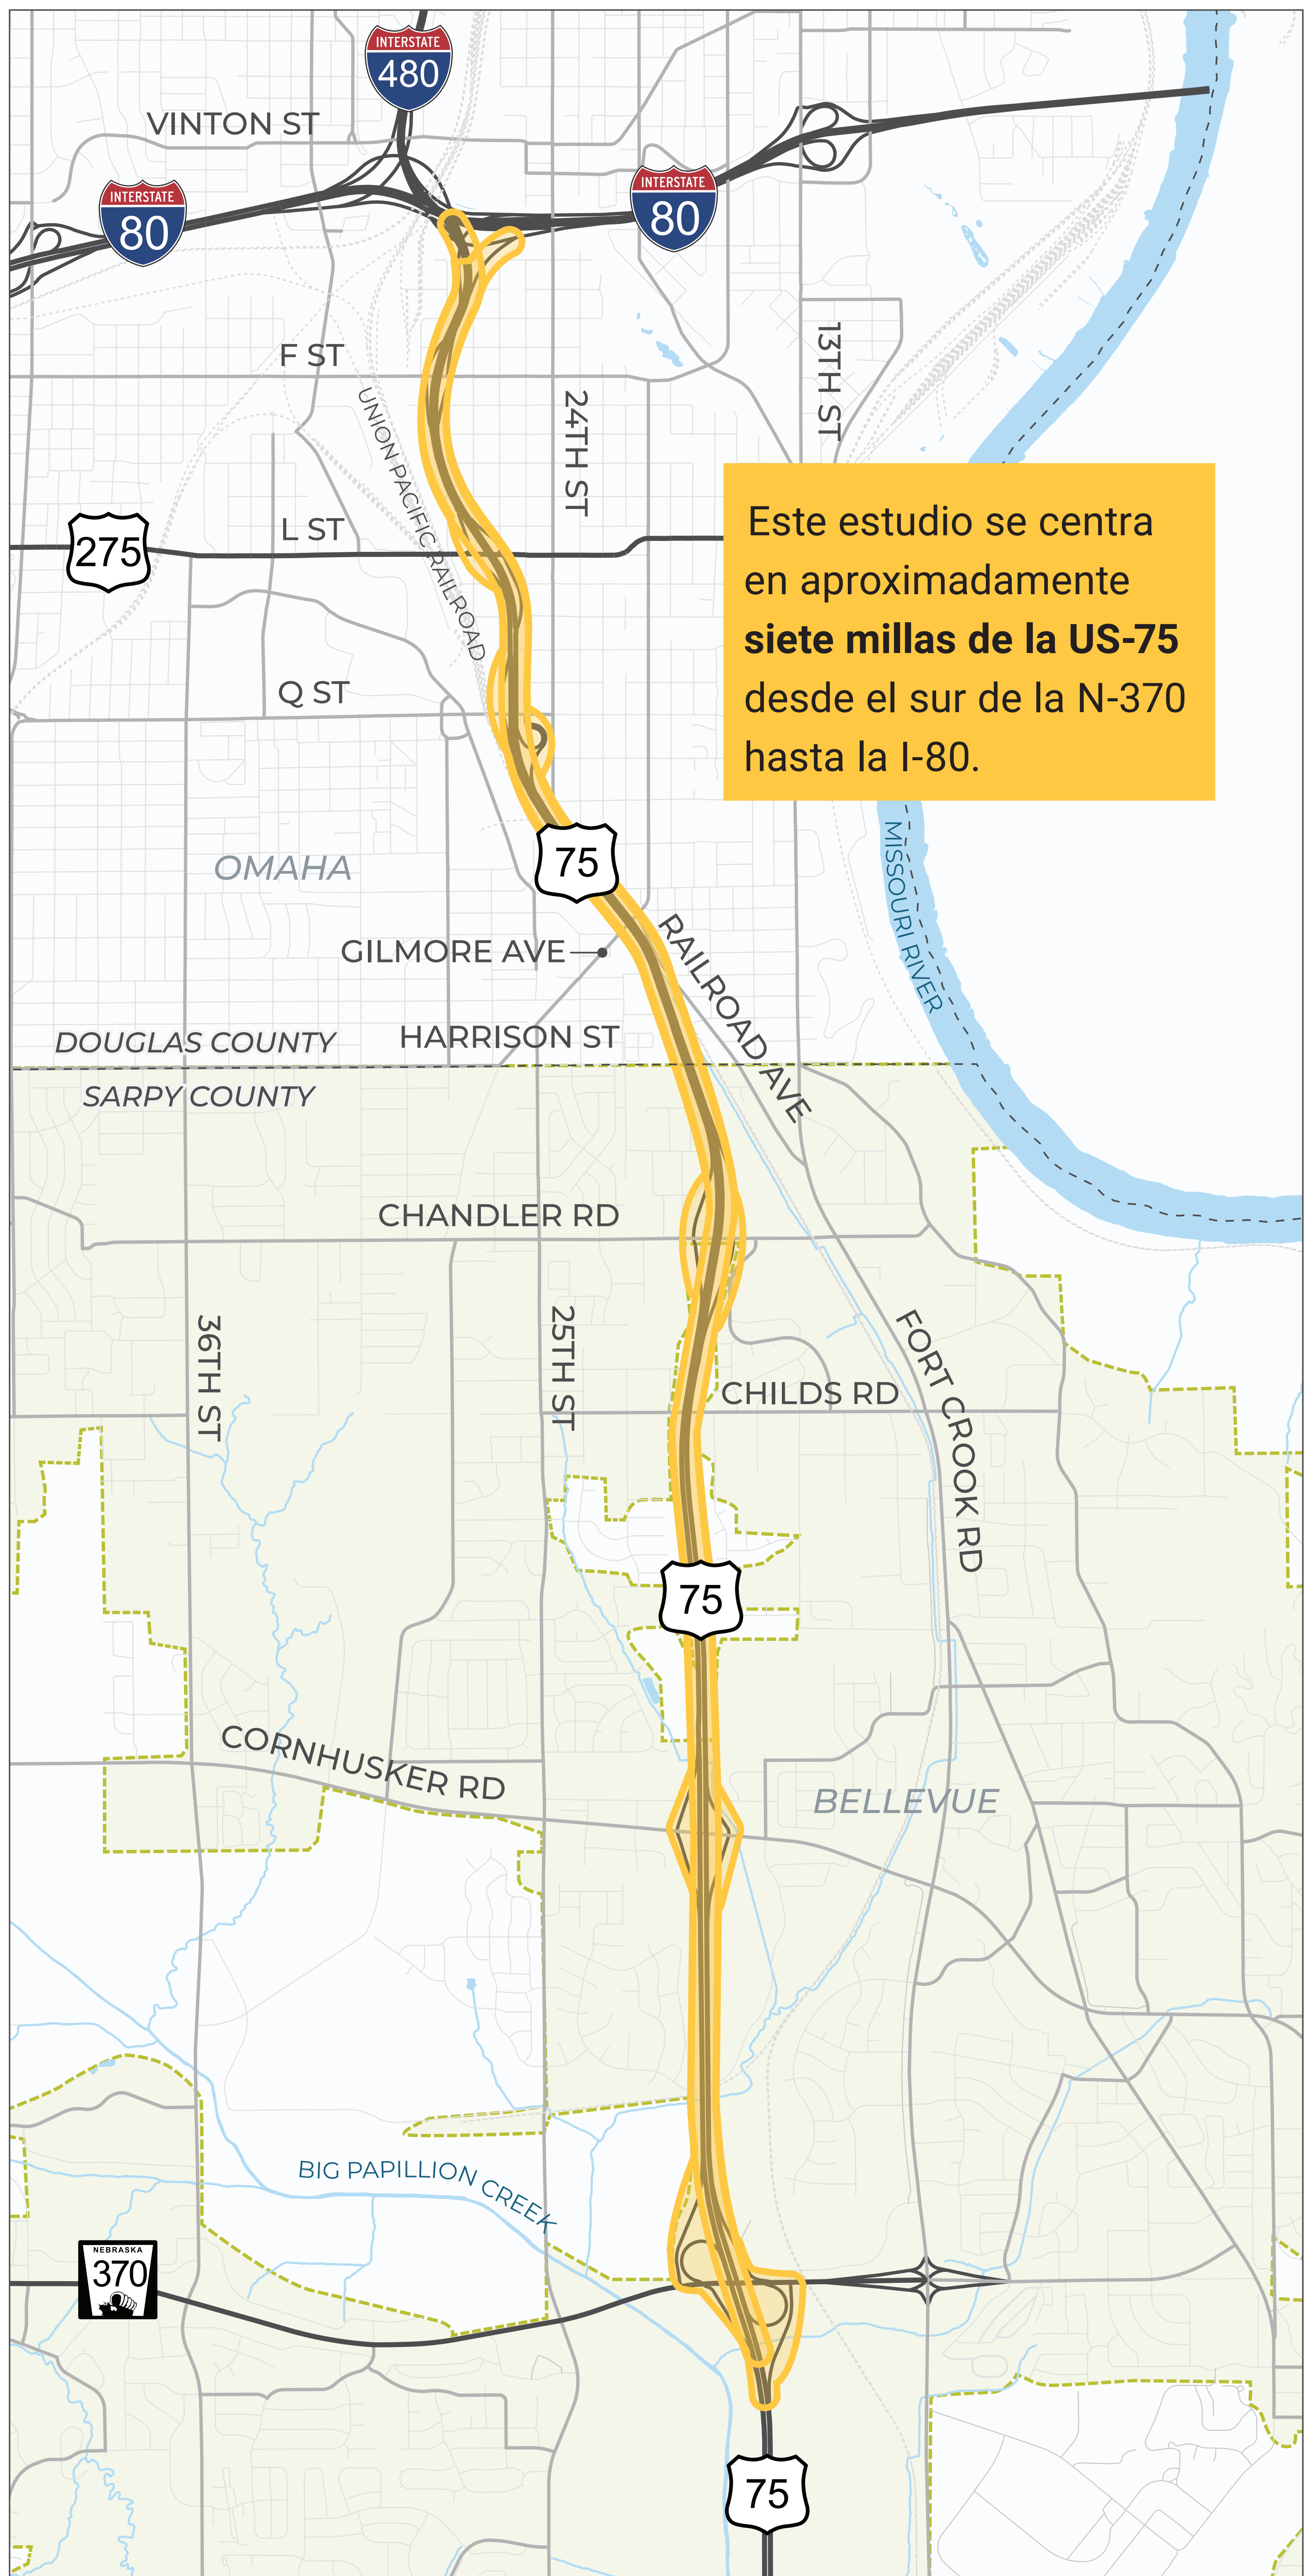 INTERSTATE
480
VINTON ST
INTERSTATE
80
INTERSTATE
80
F ST
13TH ST
24TH ST
UNION PACIFIC RAILROAD
L ST
275
Este estudio se centra
en aproximadamente
siete millas de la US-75
desde el sur de la N-370
hasta la I-80.
Q ST
OMAHA
75
MISSOURI RIVER
GILMORE AVE
RAILROAD AVE
HARRISON ST
DOUGLAS COUNTY
SARPY COUNTY
CHANDLER RD
36TH ST
25TH ST
FORT CROOK RD
CHILDS RD
75
CORNHUSKER RD
BELLEVUE
BIG PAPILLION CREEK
NEBRASKA
370
75